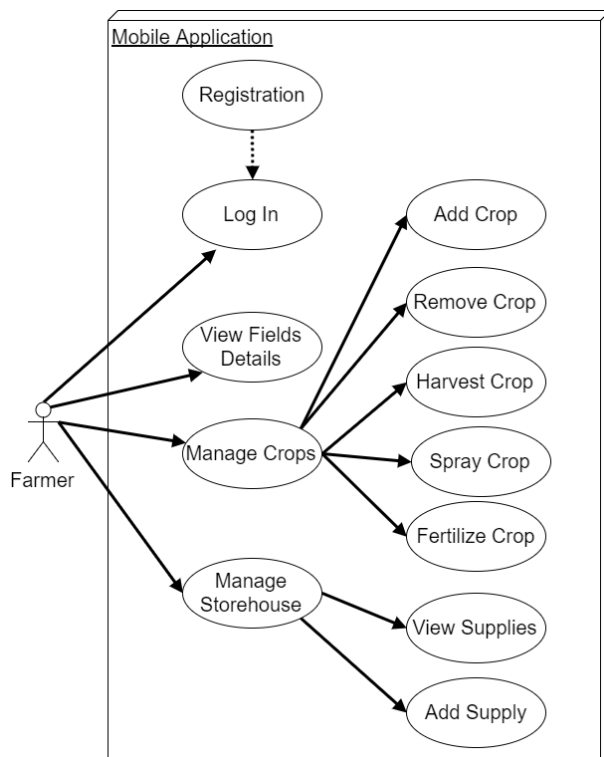 Mobile Application
Registration
Log In
Add Crop
Remove Crop
View Fields
Details
Harvest Crop
Manage Crops
Spray Crop
Farmer
Fertilize Crop
Manage
Storehouse
View Supplies
Add Supply